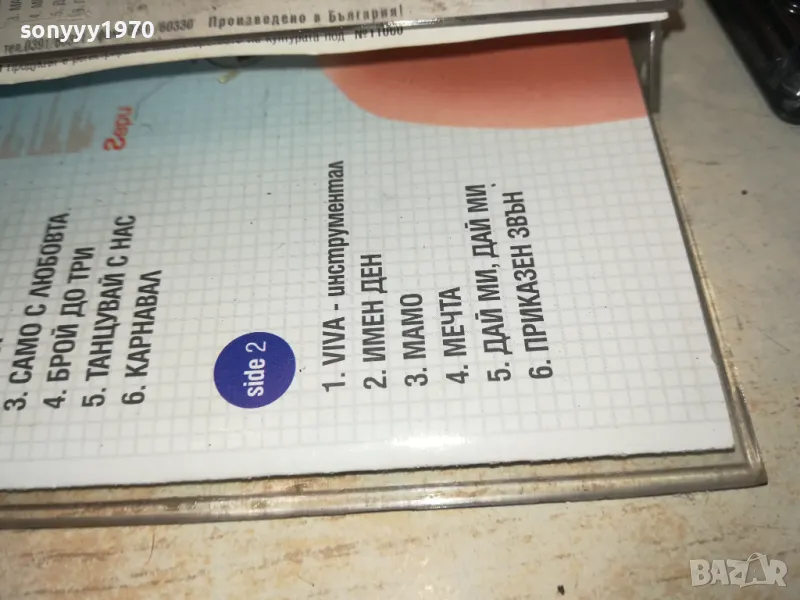 sonyyy1970
60330 Произведено в България!
3. САМО С ЛЮБОВТА
4. БРОЙ ДО ТРИ
5. ТАНЦУВАЙ С НАС
6. КАРНАВАЛ
side 2
1. VIVA - инструментал
2. ИМЕН ДЕН
3. МАМО
4. МЕЧТА
5. ДАЙ МИ, ДАЙ МИ
6. ПРИКАЗЕН ЗВЪН
BAZAR